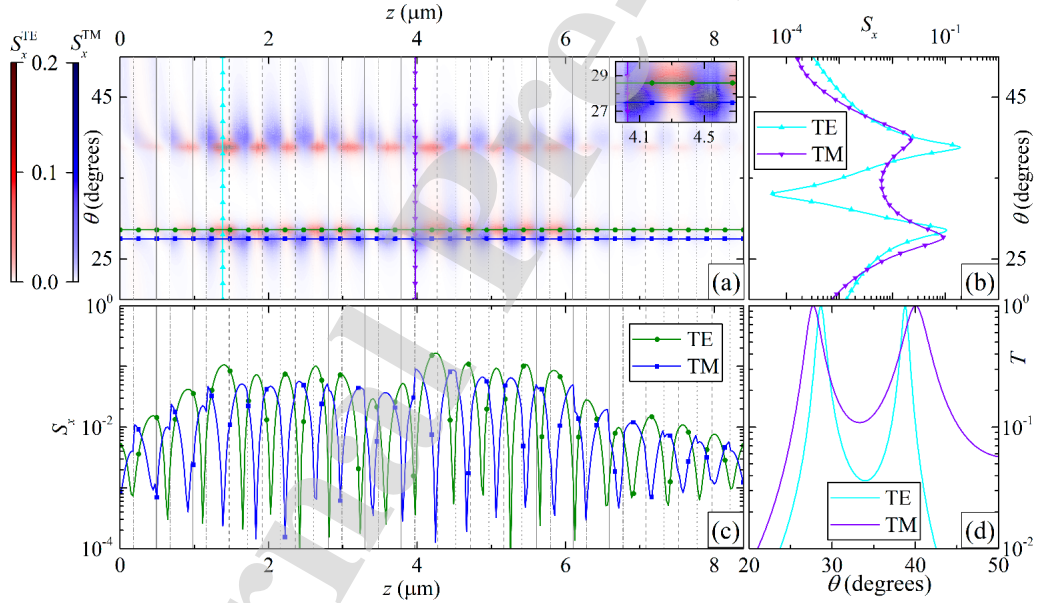 z (μm)
0 2 4 6 8
S_x^TE S_x^TM
0.2
0.1
0.0
45
25
θ (degrees)
29
27
4.1 4.5
(a)
S_x
10^-4 10^-1
TE
TM
45
25
θ (degrees)
(b)
10^0
10^-2
10^-4
S_x
TE
TM
(c)
0 2 4 6 8
z (μm)
10^0
10^-1
10^-2
T
TE
TM
(d)
20 30 40 50
θ (degrees)